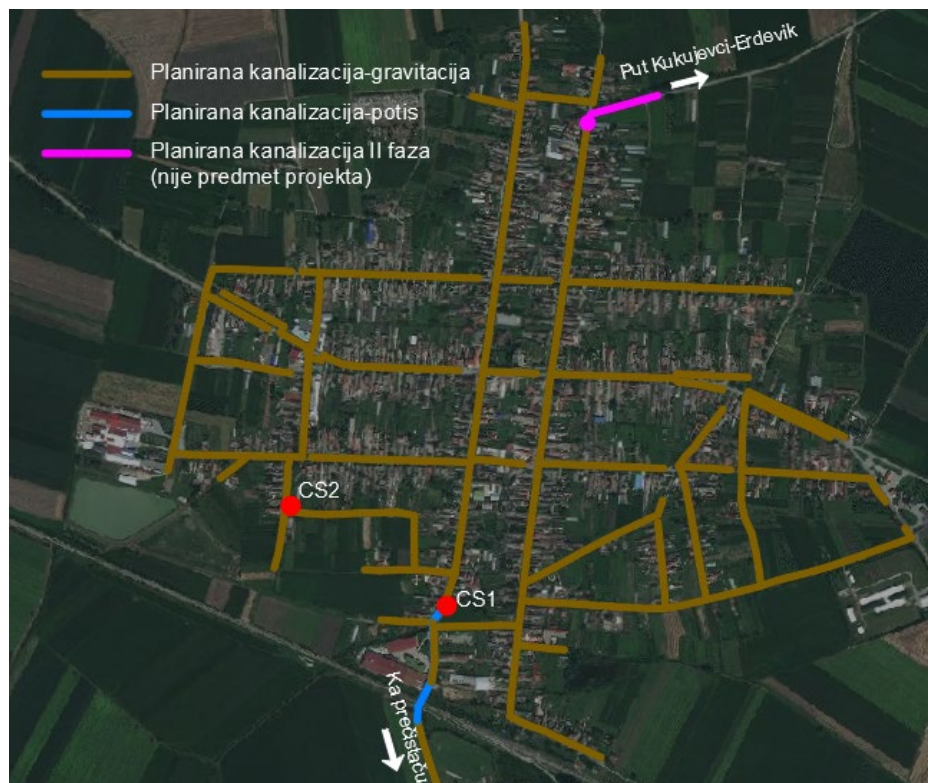 Planirana kanalizacija-gravitacija
Planirana kanalizacija-potis
Planirana kanalizacija II faza
(nije predmet projekta)
Put Kukujevci-Erdevik
CS2
CS1
Ka prečistaču